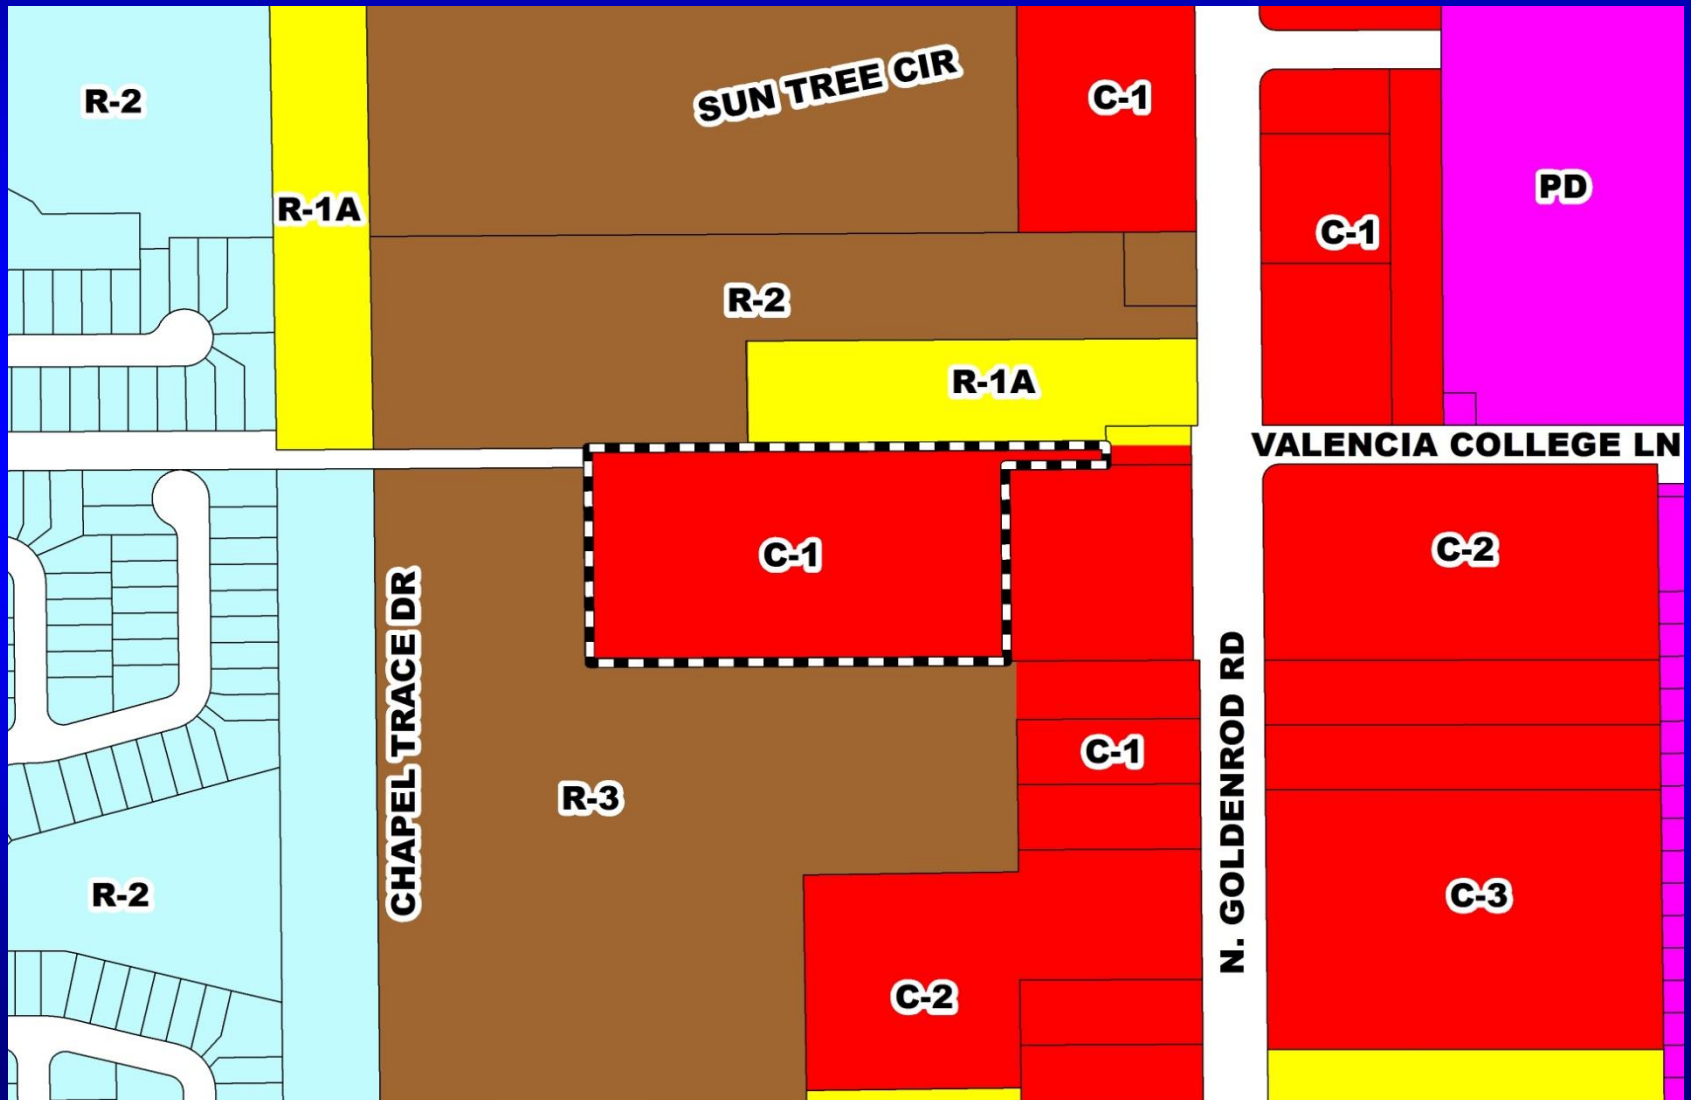 SUN TREE CIR
R-2
C-1
PD
R-1A
C-1
R-2
R-1A
VALENCIA COLLEGE LN
C-1
C-2
CHAPEL TRACE DR
N. GOLDENROD RD
C-1
R-3
R-2
C-3
C-2